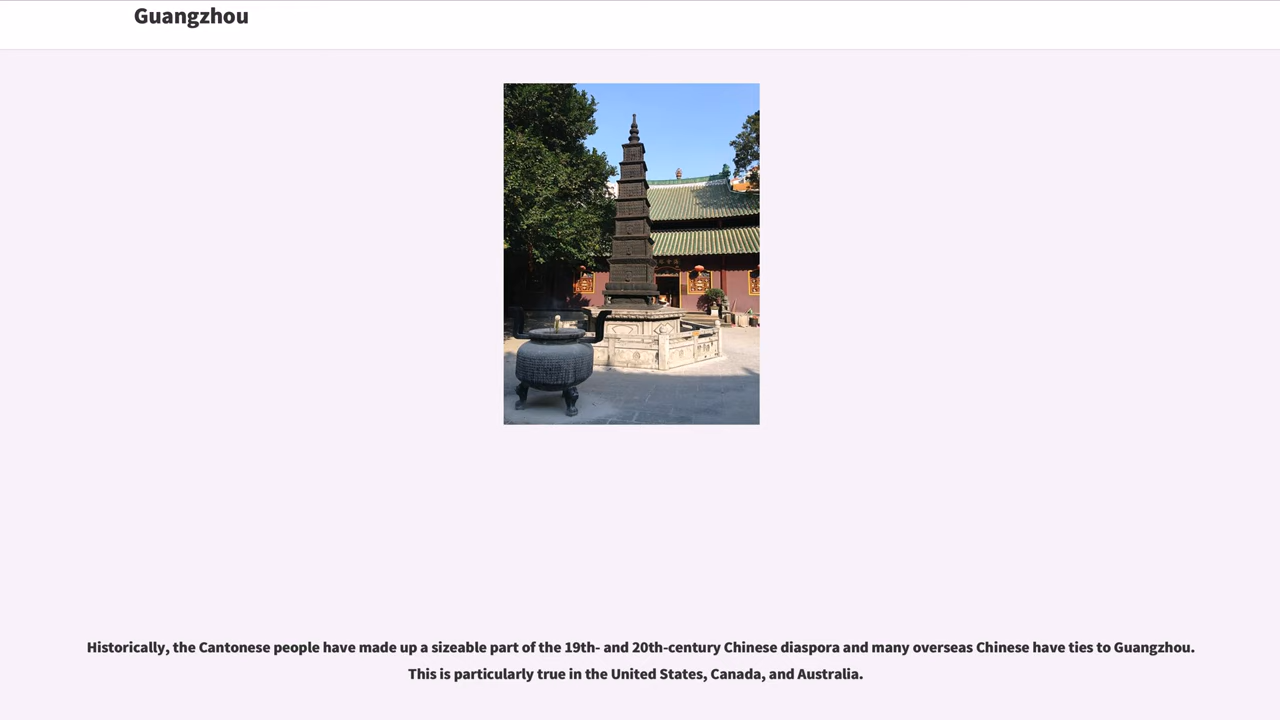 Guangzhou
Historically, the Cantonese people have made up a sizeable part of the 19th- and 20th-century Chinese diaspora and many overseas Chinese have ties to Guangzhou.
This is particularly true in the United States, Canada, and Australia.